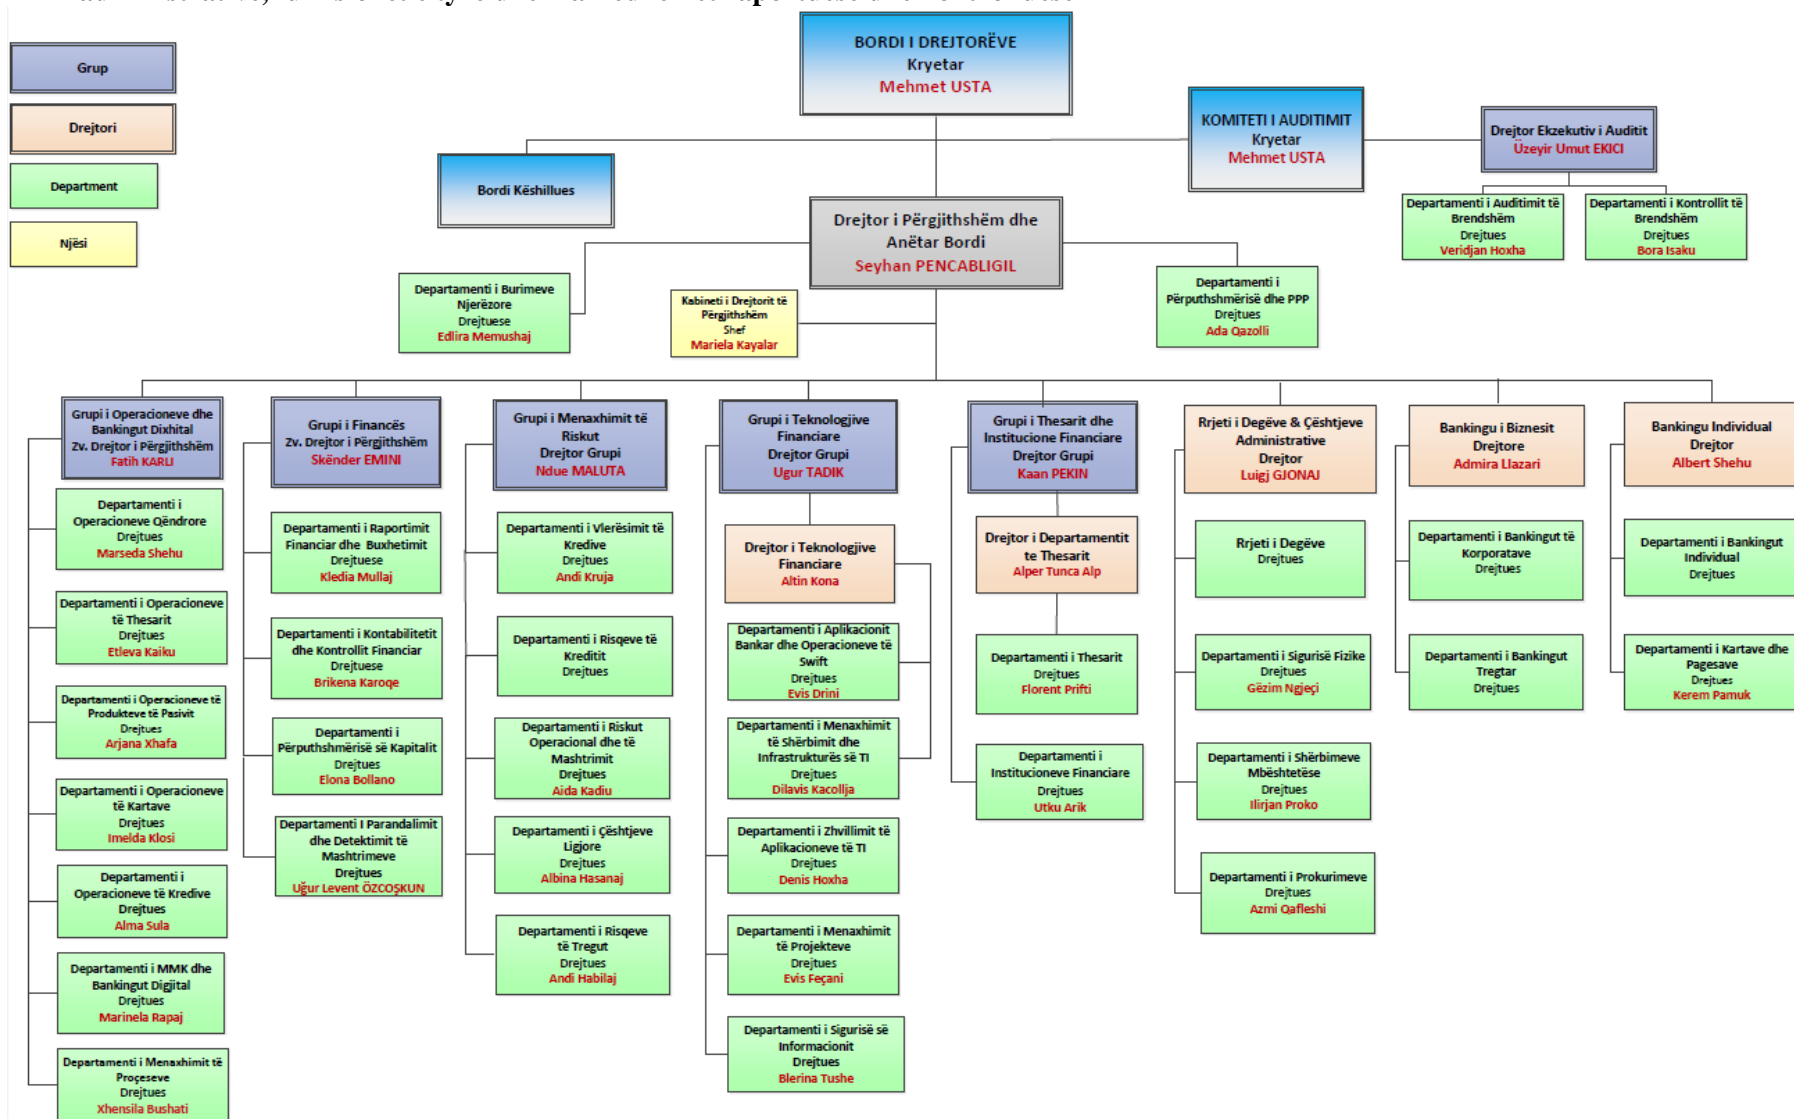 Grup
Drejtori
Department
Njësi
BORDI I DREJTORËVE
Kryetar
Mehmet USTA
KOMITETI I AUDITIMIT
Kryetar
Mehmet USTA
Drejtor Ekzekutiv i Auditit
Üzeyir Umut EKICI
Bordi Këshillues
Departamenti i Auditimit të
Brendshëm
Drejtues
Veridjan Hoxha
Departamenti i Kontrollit të
Brendshëm
Drejtues
Bora Isaku
Drejtor i Përgjithshëm dhe
Anëtar Bordi
Seyhan PENCABLIGIL
Departamenti i Burimeve
Njerëzore
Drejtuese
Edlira Memushaj
Kabineti i Drejtorit të
Përgjithshëm
Shef
Mariela Kayalar
Departamenti i
Përputhshmërisë dhe PPP
Drejtues
Ada Qazolli
Grupi i Operacioneve dhe
Bankingut Dixhital
Zv. Drejtor i Përgjithshëm
Fatih KARLI
Departamenti i
Operacioneve Qëndrore
Drejtues
Marseda Shehu
Departamenti i Operacioneve
të Thesarit
Drejtues
Etleva Kaiku
Departamenti i Operacioneve të
Produkteve të Pasivit
Drejtues
Arjana Xhafa
Departamenti i Operacioneve
të Kartave
Drejtues
Imelda Klosi
Departamenti i
Operacioneve të Kredive
Drejtues
Alma Sula
Departamenti i MMK dhe
Bankingut Digjital
Drejtues
Marinela Rapaj
Departamenti i Menaxhimit të
Proçeseve
Drejtues
Xhensila Bushati
Grupi i Financës
Zv. Drejtor i Përgjithshëm
Skënder EMINI
Departamenti i Raportimit
Financiar dhe Buxhetimit
Drejtuese
Kledia Mullaj
Departamenti i Kontabilitetit
dhe Kontrollit Financiar
Drejtuese
Brikena Karoqe
Departamenti i
Përputhshmërisë së Kapitalit
Drejtues
Elona Bollano
Departamenti I Parandalimit
dhe Detektimit të
Mashtrimeve
Drejtues
Uğur Levent ÖZCOŞKUN
Grupi i Menaxhimit të
Riskut
Drejtor Grupi
Ndue MALUTA
Departamenti i Vlerësimit të
Kredive
Drejtues
Andi Kruja
Departamenti i Risqeve të
Kreditit
Drejtues
Departamenti i Riskut
Operacional dhe të
Mashtrimit
Drejtues
Aida Kadiu
Departamenti i Çështjeve
Ligjore
Drejtues
Albina Hasanaj
Departamenti i Risqeve
të Tregut
Drejtues
Andi Habilaj
Grupi i Teknologjive
Financiare
Drejtor Grupi
Ugur TADIK
Drejtor i Teknologjive
Financiare
Altin Kona
Departamenti i Aplikacionit
Bankar dhe Operacioneve të
Swift
Drejtues
Evis Drini
Departamenti i Menaxhimit
të Shërbimit dhe
Infrastrukturës së TI
Drejtues
Dilavis Kacollja
Departamenti i Zhvillimit të
Aplikacioneve të TI
Drejtues
Denis Hoxha
Departamenti i Menaxhimit
të Projekteve
Drejtues
Evis Feçani
Departamenti i Sigurisë së
Informacionit
Drejtues
Blerina Tushe
Grupi i Thesarit dhe
Institucione Financiare
Drejtor Grupi
Kaan PEKIN
Drejtor i Departamentit
te Thesarit
Alper Tunca Alp
Departamenti i Thesarit
Drejtues
Florent Prifti
Departamenti i
Institucioneve Financiare
Drejtues
Utku Arik
Rrjeti i Degëve & Çështjeve
Administrative
Drejtor
Luigj GJONAJ
Rrjeti i Degëve
Drejtues
Departamenti i Sigurisë Fizike
Drejtues
Gëzim Ngjeçi
Departamenti i Shërbimeve
Mbështetëse
Drejtues
Ilirjan Proko
Departamenti i Prokurimeve
Drejtues
Azmi Qafleshi
Bankingu i Biznesit
Drejtore
Admira Llazari
Departamenti i Bankingut të
Korporatave
Drejtues
Departamenti i Bankingut
Tregtar
Drejtues
Bankingu Individual
Drejtor
Albert Shehu
Departamenti i Bankingut
Individual
Drejtues
Departamenti i Kartave dhe
Pagesave
Drejtues
Kerem Pamuk